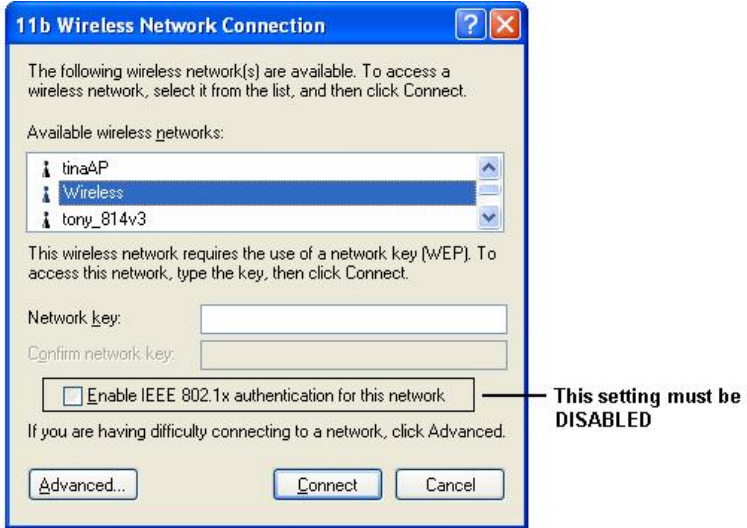 11b Wireless Network Connection
The following wireless network(s) are available. To access a
wireless network, select it from the list, and then click Connect.
Available wireless networks:
tinaAP
Wireless
tony_814v3
This wireless network requires the use of a network key (WEP). To
access this network, type the key, then click Connect.
Network key:
Confirm network key:
Enable IEEE 802.1x authentication for this network
This setting must be
DISABLED
If you are having difficulty connecting to a network, click Advanced.
Advanced...
Connect
Cancel